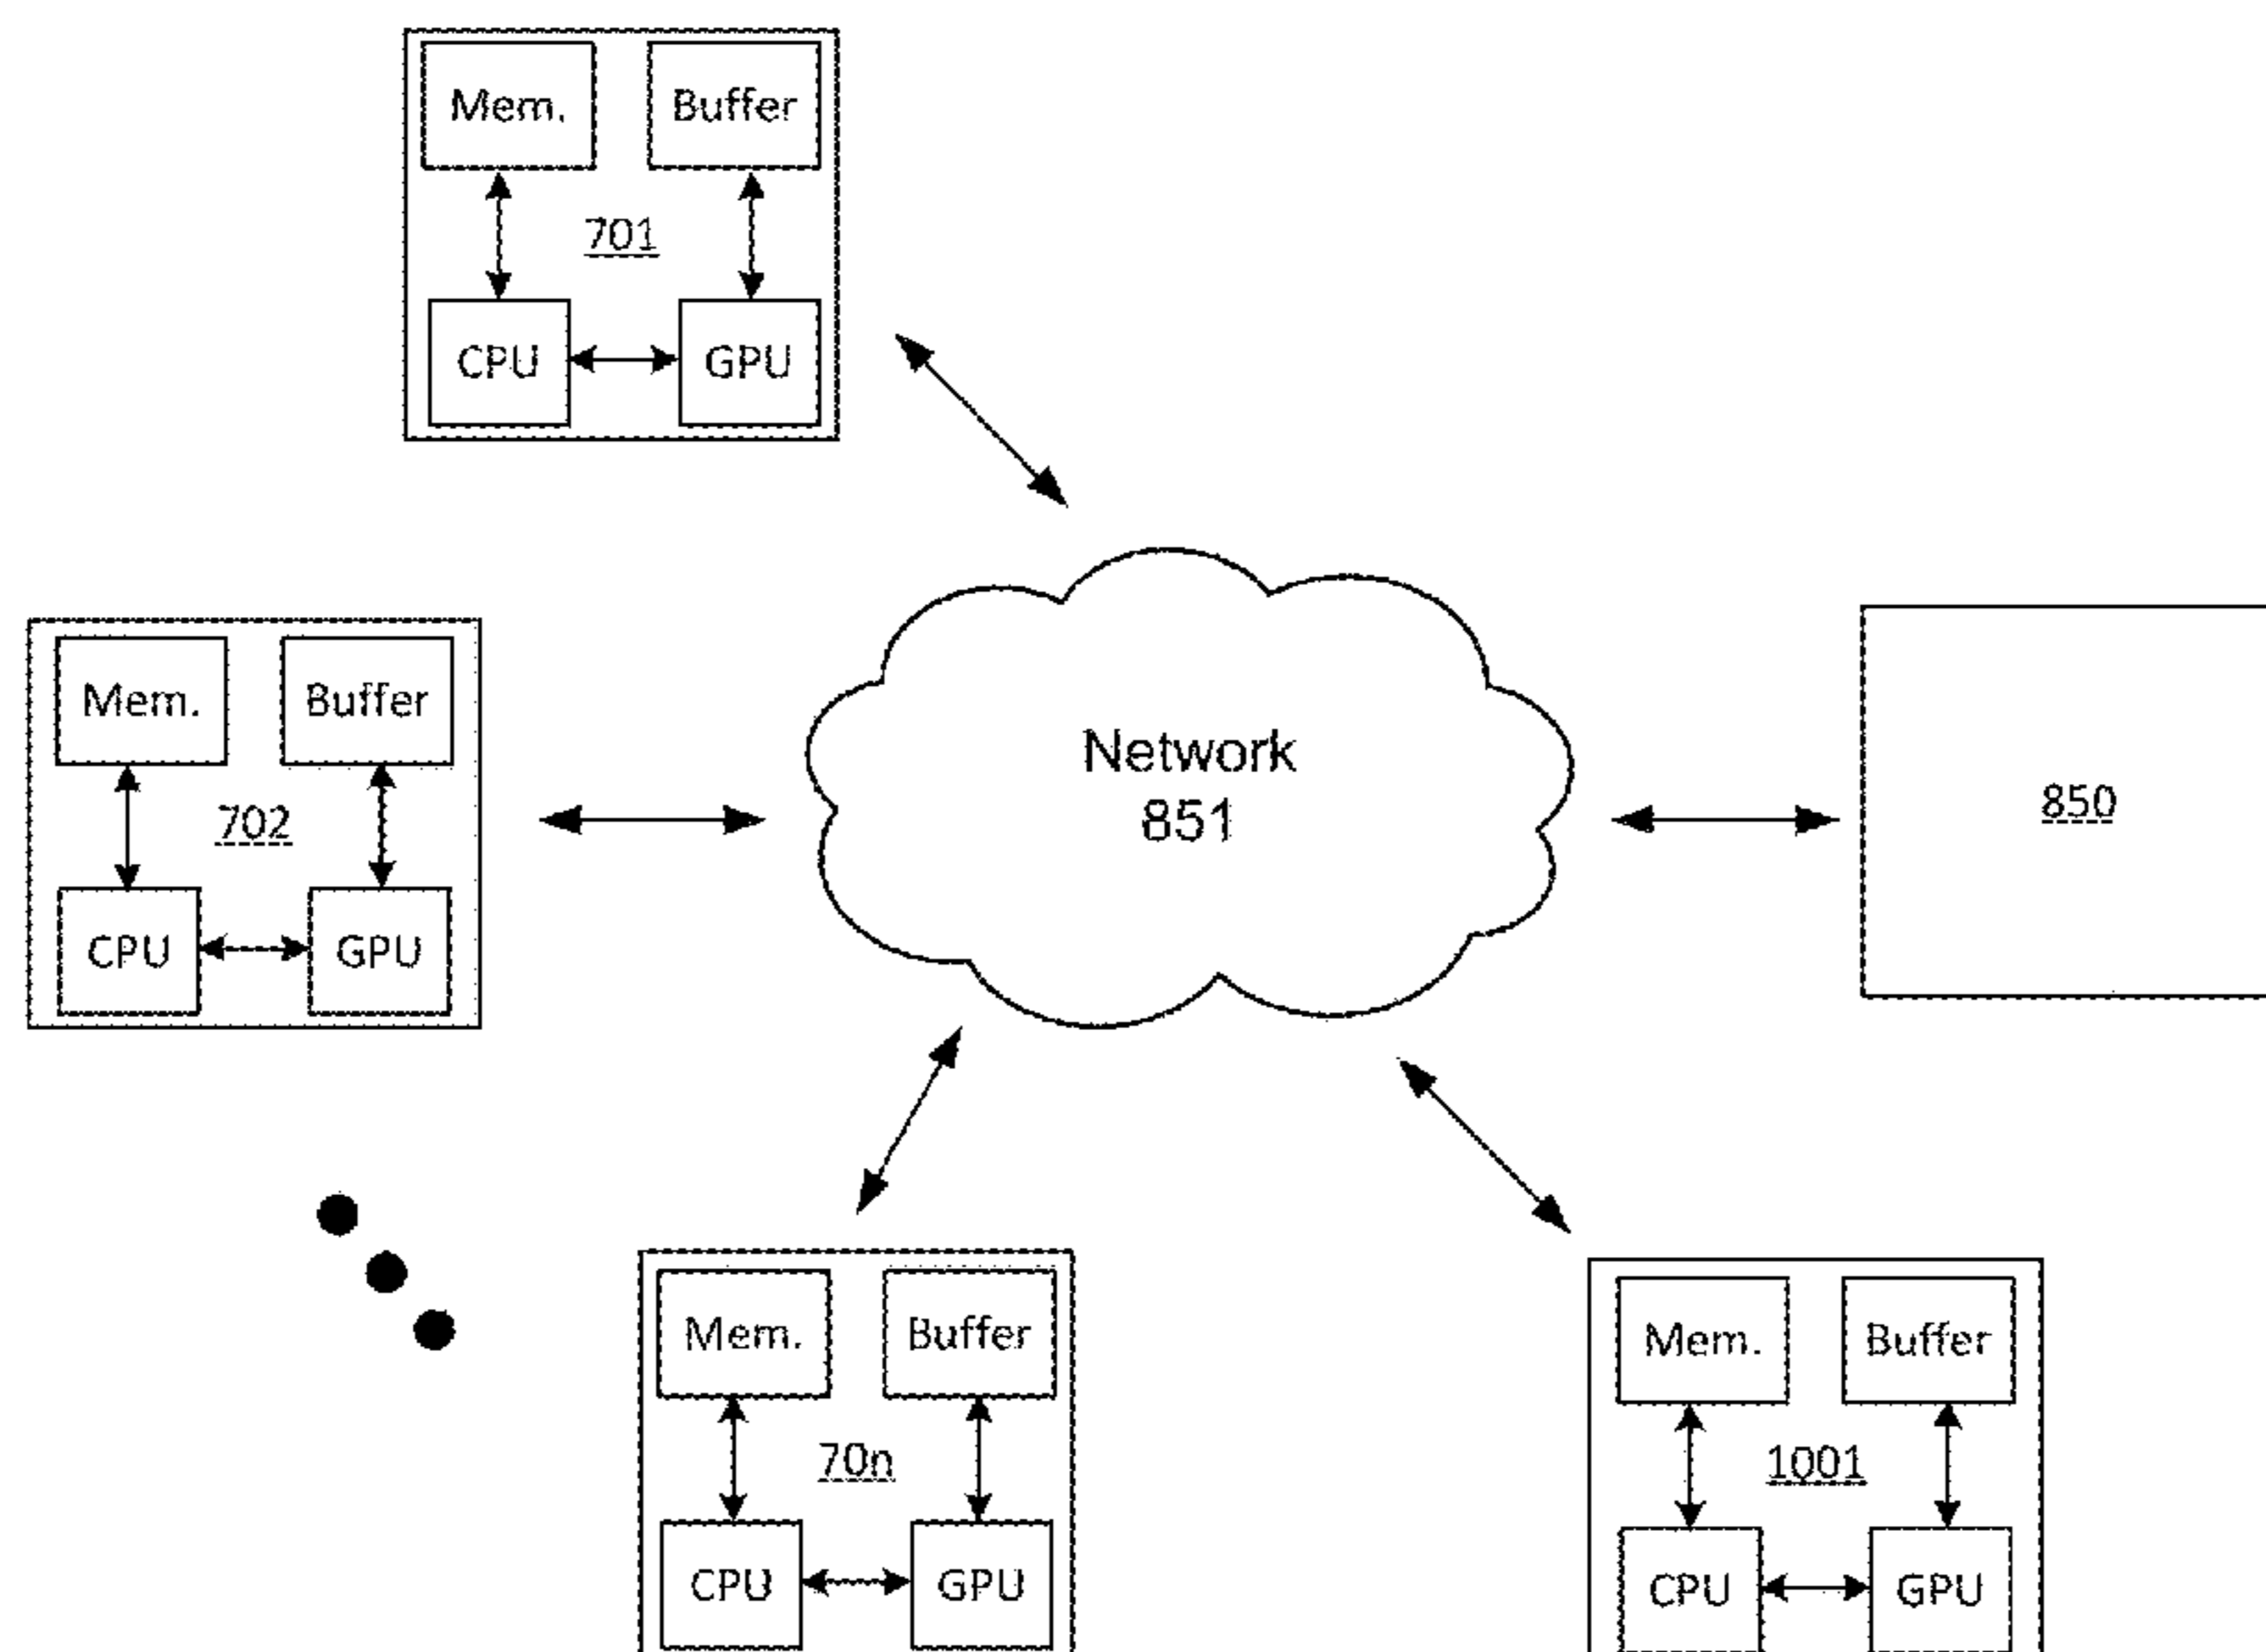 Mem. Buffer
701
CPU GPU
Mem. Buffer
702
CPU GPU
Network
851
850
Mem. Buffer
70n
CPU GPU
Mem. Buffer
1001
CPU GPU